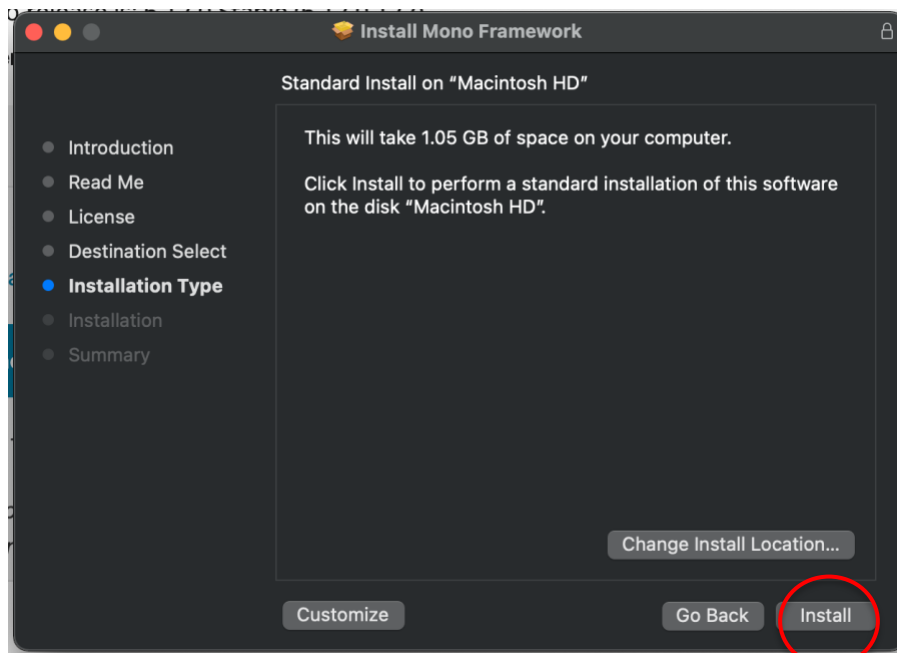 Install Mono Framework
Standard Install on “Macintosh HD”
Introduction
Read Me
License
Destination Select
Installation Type
Installation
Summary
This will take 1.05 GB of space on your computer.
Click Install to perform a standard installation of this software
on the disk “Macintosh HD”.
Change Install Location...
Customize
Go Back
Install